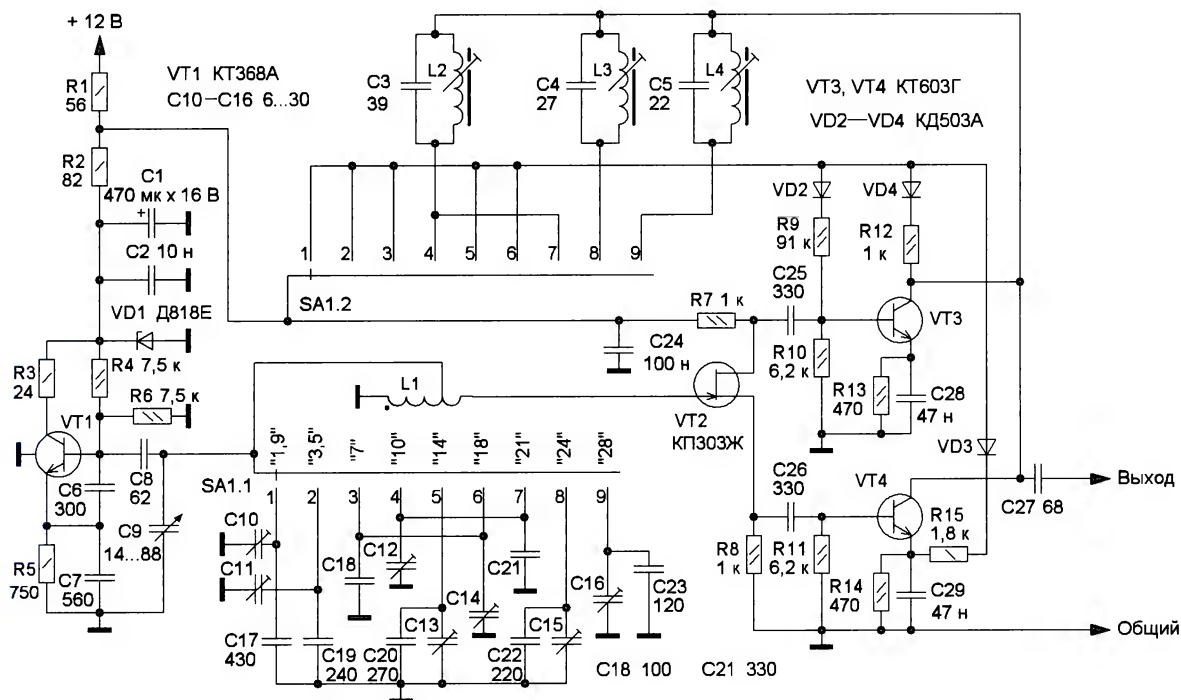 + 12 В
R1
56
VT1 КТ368А
C10—C16 6...30
R2
82
C1
470 мк х 16 В
+
C2 10 н
VD1 Д818Е
R3
24
R4 7,5 к
R6 7,5 к
VT1
C8
62
C6
300
C9
14...88
R5
750
C7
560
C3
39
L2
C4
27
L3
C5
22
L4
VT3, VT4 КТ603Г
VD2—VD4 КД503А
1 2 3 4 5 6 7 8 9
SA1.2
VD2
VD4
R9
91 к
R12
1 к
C25
330
R7 1 к
C24
100 н
VT3
R10
6,2 к
R13
470
C28
47 н
L1
VT2
КП303Ж
VD3
"1,9" "3,5" "7" "10" "14" "18" "21" "24" "28"
SA1.1
1 2 3 4 5 6 7 8 9
C10
C11
C12
C18
C21
C14
C16
C23
120
C17
430
C19
240
C20
270
C13
C22
220
C15
C18 100
C21 330
C26
330
VT4
R8
1 к
R11
6,2 к
R14
470
C29
47 н
R15
1,8 к
C27 68
Выход
Общий